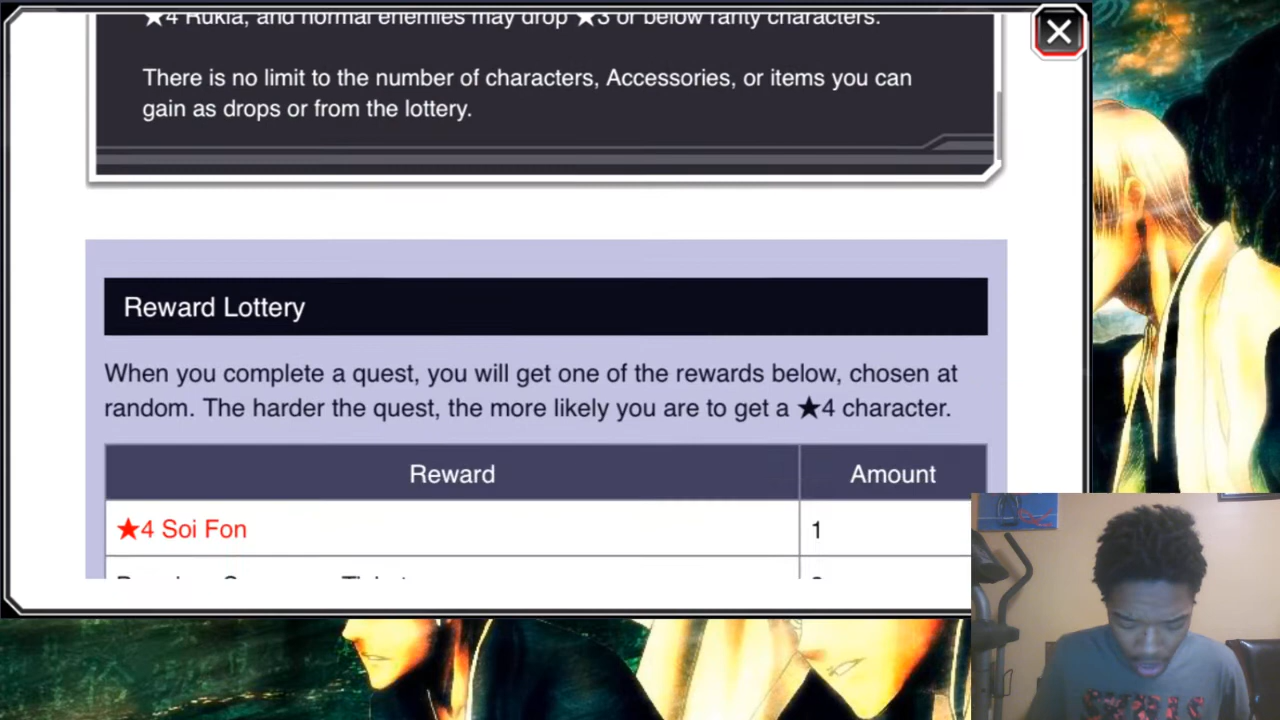 ★4 Rukia, and normal enemies may drop ★3 or below rarity characters.
There is no limit to the number of characters, Accessories, or items you can
gain as drops or from the lottery.
Reward Lottery
When you complete a quest, you will get one of the rewards below, chosen at
random. The harder the quest, the more likely you are to get a ★4 character.
Reward Amount
★4 Soi Fon 1